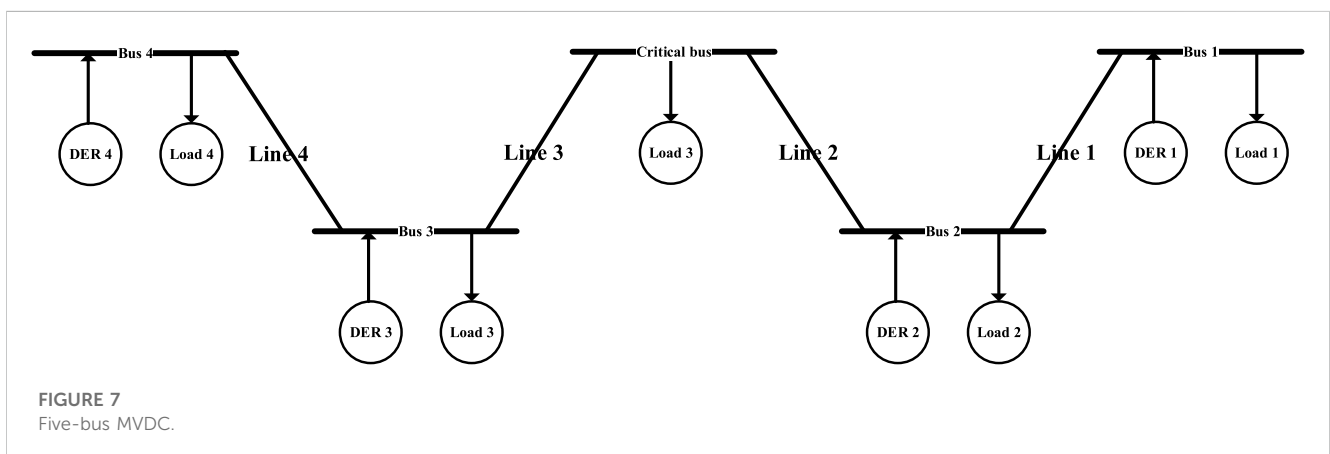 Bus 4
Critical bus
Bus 1
DER 4
Load 4
Line 4
Line 3
Load 3
Line 2
Line 1
DER 1
Load 1
Bus 3
Bus 2
DER 3
Load 3
DER 2
Load 2
FIGURE 7
Five-bus MVDC.